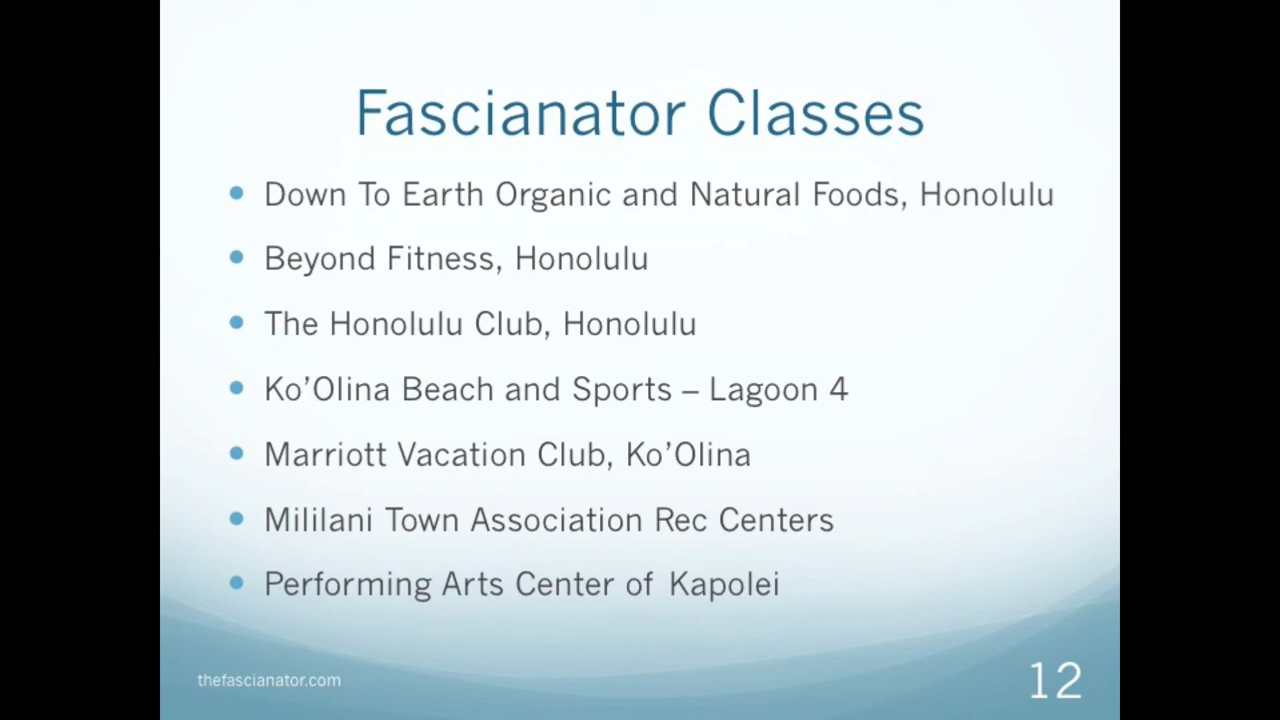 Fascianator Classes
• Down To Earth Organic and Natural Foods, Honolulu
• Beyond Fitness, Honolulu
• The Honolulu Club, Honolulu
• Ko’Olina Beach and Sports – Lagoon 4
• Marriott Vacation Club, Ko’Olina
• Mililani Town Association Rec Centers
• Performing Arts Center of Kapolei
thefascianator.com
12